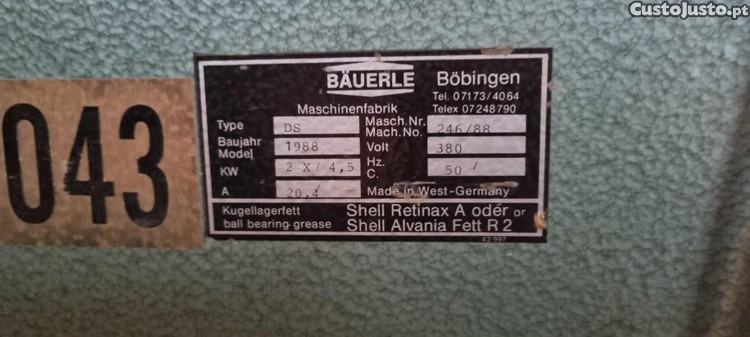 CustoJusto.pt
043
BÄUERLE Böbingen
Tel. 07173/4064
Maschinenfabrik Telex 07248790
Type DS Masch.Nr. Mach.No. 246/88
Baujahr Model 1988 Volt 380
KW 2 X/ 4,5 Hz. C. 50 /
A 20,4 Made in West-Germany
Kugellagerfett Shell Retinax A oder or
ball bearing grease Shell Alvania Fett R 2